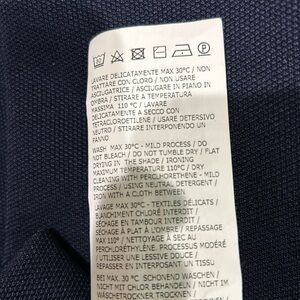 LAVARE DELICATAMENTE MAX 30°C / NON
TRATTARE CON CLORO / NON USARE
ASCIUGATRICE / ASCIUGARE IN PIANO IN
OMBRA / STIRARE A TEMPERATURA
MASSIMA 110 °C / LAVARE
DELICATAMENTE A SECCO CON
TETRACLOROETILENE / USARE DETERSIVO
NEUTRO / STIRARE INTERPONENDO UN
PANNO
WASH MAX 30°C - MILD PROCESS / DO
NOT BLEACH / DO NOT TUMBLE DRY / FLAT
DRYING IN THE SHADE / IRONING
MAXIMUM TEMPERATURE 110°C / DRY
CLEANING WITH PERCHLORETHENE - MILD
PROCESS / USING NEUTRAL DETERGENT /
IRON WITH A CLOTH BETWEEN
LAVAGE MAX 30°C - TEXTILES DÉLICATS /
BLANCHIMENT CHLORÉ INTERDIT /
SÉCHAGE EN TAMBOUR INTERDIT /
SÉCHAGE À PLAT À L'OMBRE / REPASSAGE
MAX 110° / NETTOYAGE À SEC AU
PERCHLORÉTHYLÈNE. PROCESSUS MODÉRÉ
/ UTILISER UNE LESSIVE DOUCE /
REPASSER EN INTERPOSANT UN TISSU
BEI MAX. 30°C SCHONEND WASCHEN /
NICHT MIT CHLOR BEHANDELN / NICHT IM
WÄSCHETROCKNER TROCKNEN /